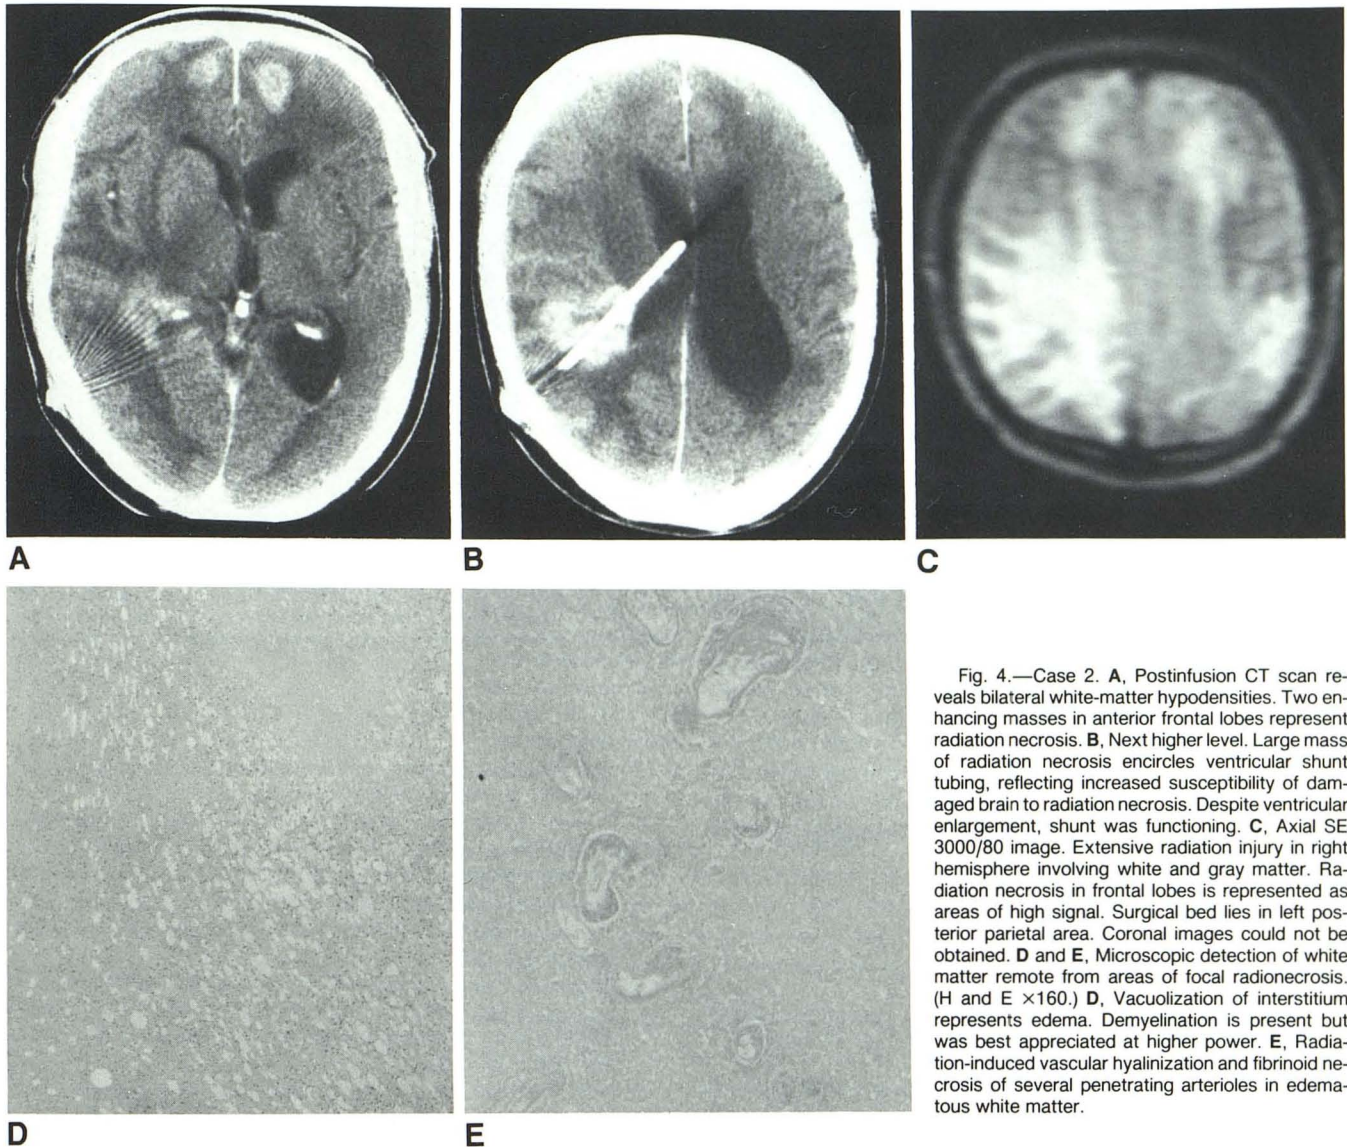 A
B
C
D
E
Fig. 4.—Case 2. A, Postinfusion CT scan re-
veals bilateral white-matter hypodensities. Two en-
hancing masses in anterior frontal lobes represent
radiation necrosis. B, Next higher level. Large mass
of radiation necrosis encircles ventricular shunt
tubing, reflecting increased susceptibility of dam-
aged brain to radiation necrosis. Despite ventricular
enlargement, shunt was functioning. C, Axial SE
3000/80 image. Extensive radiation injury in right
hemisphere involving white and gray matter. Ra-
diation necrosis in frontal lobes is represented as
areas of high signal. Surgical bed lies in left pos-
terior parietal area. Coronal images could not be
obtained. D and E, Microscopic detection of white
matter remote from areas of focal radionecrosis.
(H and E ×160.) D, Vacuolization of interstitium
represents edema. Demyelination is present but
was best appreciated at higher power. E, Radia-
tion-induced vascular hyalinization and fibrinoid ne-
crosis of several penetrating arterioles in edema-
tous white matter.